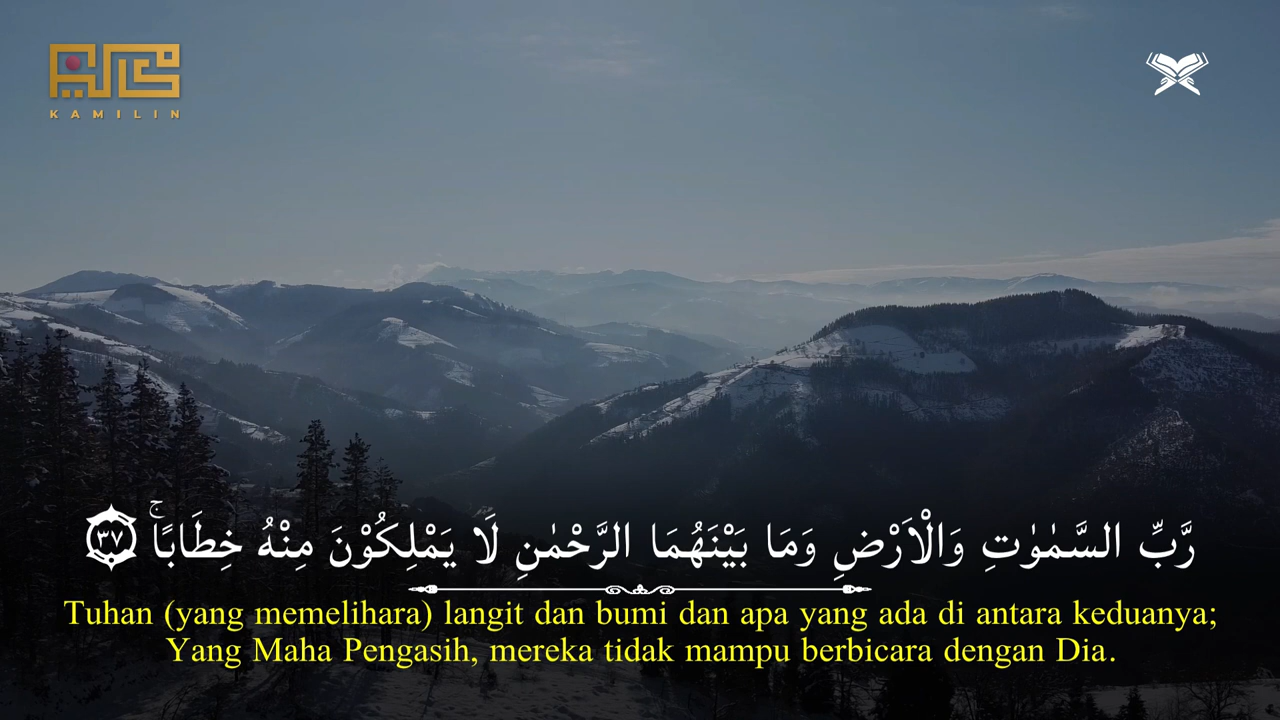 KAMILIN
رَّبِّ السَّمٰوٰتِ وَالْاَرْضِ وَمَا بَيْنَهُمَا الرَّحْمٰنِ لَا يَمْلِكُوْنَ مِنْهُ خِطَابًاۚ ٣٧
Tuhan (yang memelihara) langit dan bumi dan apa yang ada di antara keduanya;
Yang Maha Pengasih, mereka tidak mampu berbicara dengan Dia.